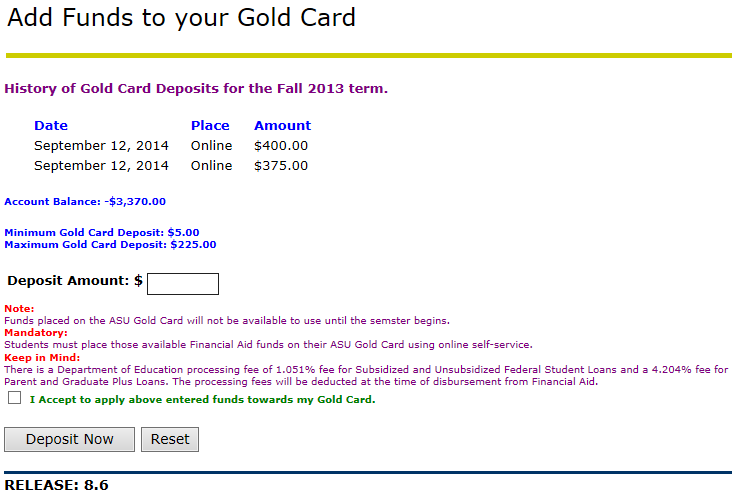 Add Funds to your Gold Card
History of Gold Card Deposits for the Fall 2013 term.
Date Place Amount
September 12, 2014 Online $400.00
September 12, 2014 Online $375.00
Account Balance: -$3,370.00
Minimum Gold Card Deposit: $5.00
Maximum Gold Card Deposit: $225.00
Deposit Amount: $
Note:
Funds placed on the ASU Gold Card will not be available to use until the semster begins.
Mandatory:
Students must place those available Financial Aid funds on their ASU Gold Card using online self-service.
Keep in Mind:
There is a Department of Education processing fee of 1.051% fee for Subsidized and Unsubsidized Federal Student Loans and a 4.204% fee for
Parent and Graduate Plus Loans. The processing fees will be deducted at the time of disbursement from Financial Aid.
I Accept to apply above entered funds towards my Gold Card.
Deposit Now Reset
RELEASE: 8.6